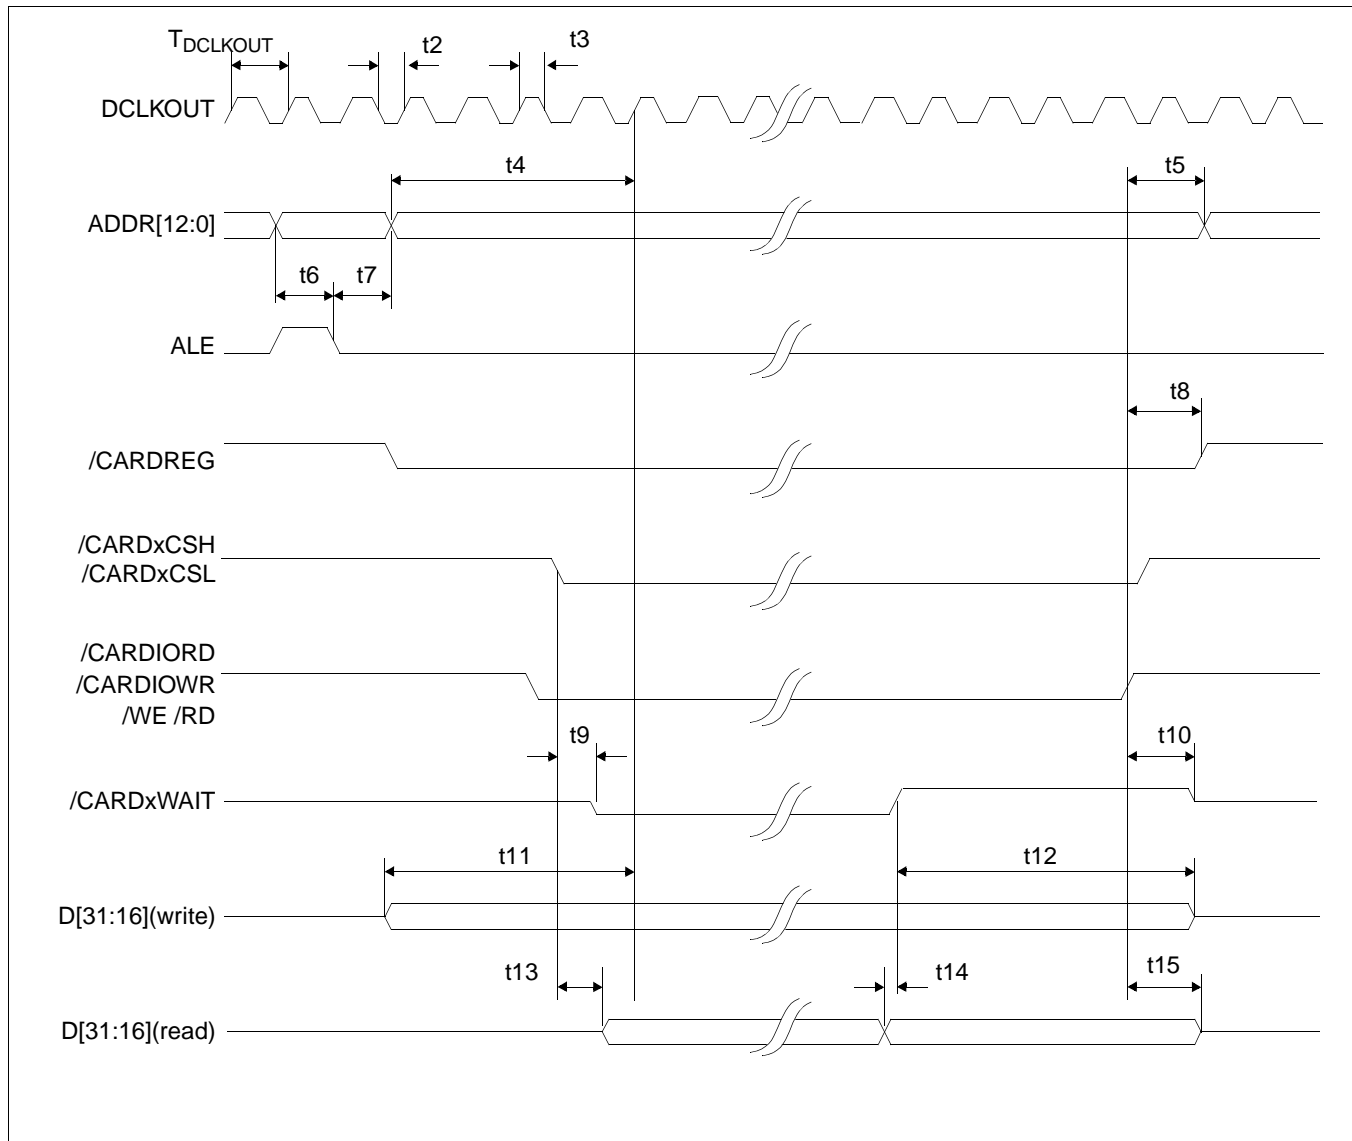 TDCLKOUT
t2
t3
DCLKOUT
t4
t5
ADDR[12:0]
t6
t7
ALE
t8
/CARDREG
/CARDxCSH
/CARDxCSL
/CARDIORD
/CARDIOWR
/WE /RD
t9
t10
/CARDxWAIT
t11
t12
D[31:16](write)
t13
t14
t15
D[31:16](read)